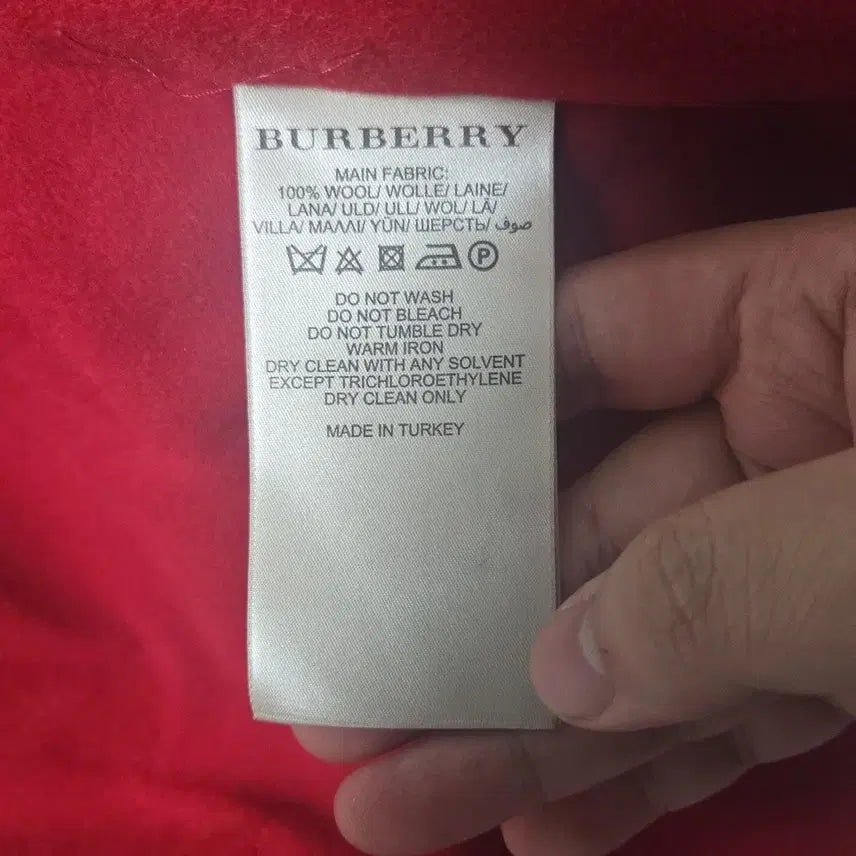 BURBERRY
MAIN FABRIC:
100% WOOL/ WOLLE/ LAINE/
LANA/ ULD/ ULL/ WOL/ LÃ/
VILLA/ ΜΑΛΛΙ/ YÜN/ ШЕРСТЬ/ صوف
P
DO NOT WASH
DO NOT BLEACH
DO NOT TUMBLE DRY
WARM IRON
DRY CLEAN WITH ANY SOLVENT
EXCEPT TRICHLOROETHYLENE
DRY CLEAN ONLY
MADE IN TURKEY